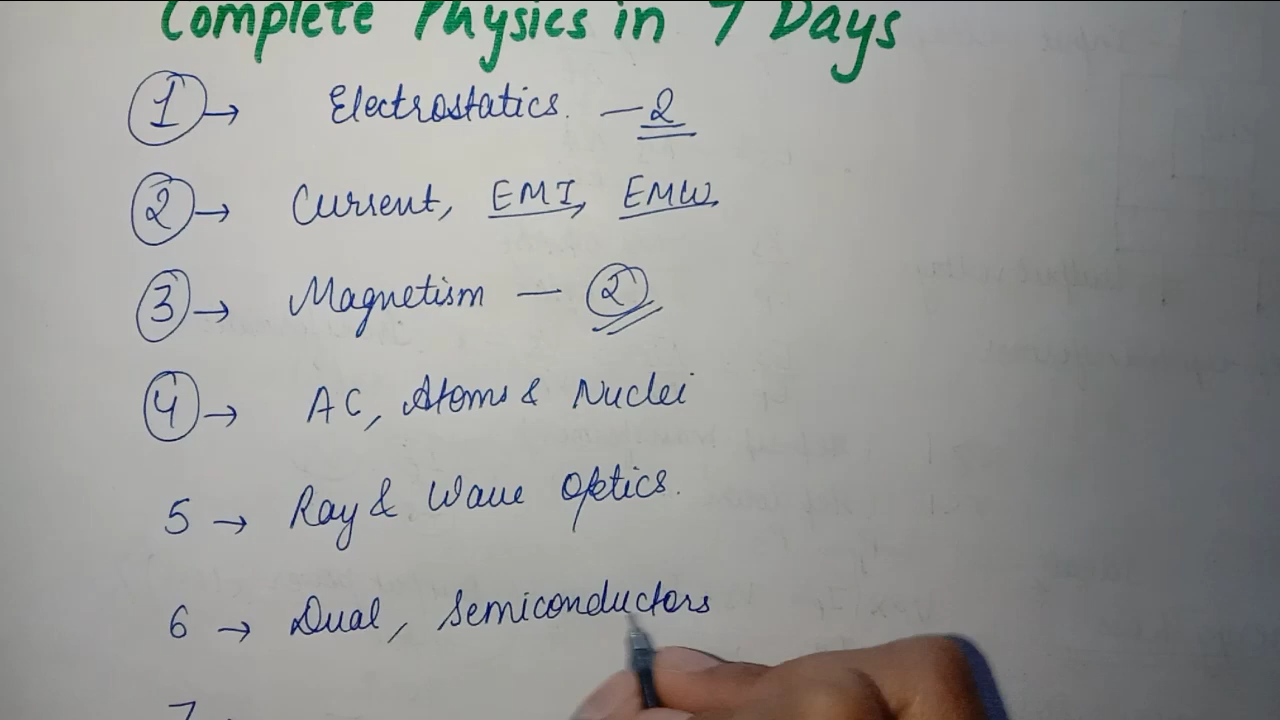 Complete Physics in 7 Days
1 → Electrostatics. — 2
2 → Current, EMI, EMW,
3 → Magnetism — 2
4 → AC, Atoms & Nuclei
5 → Ray & Wave Optics.
6 → Dual, Semiconductors
7